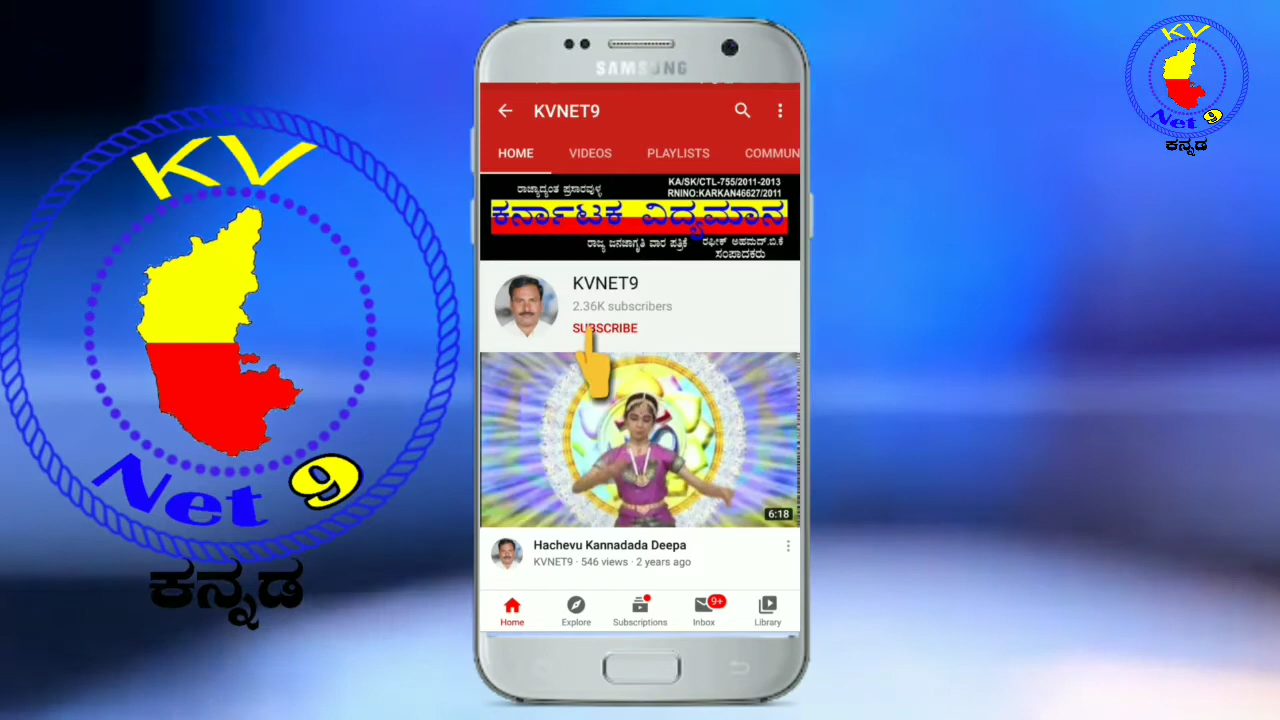 KV
Net 9
ಕನ್ನಡ
SAMSUNG
KVNET9
HOME VIDEOS PLAYLISTS COMMUN
ರಾಜ್ಯಾದ್ಯಂತ ಪ್ರಸಾರವುಳ್ಳ
KA/SK/CTL-755/2011-2013
RNINO:KARKAN46627/2011
ಕರ್ನಾಟಕ ವಿದ್ಯಮಾನ
ರಾಜ್ಯ ಜನಜಾಗೃತಿ ವಾರ ಪತ್ರಿಕೆ
ರಫೀಕ್ ಅಹಮದ್.ಬಿ.ಕೆ
ಸಂಪಾದಕರು
KVNET9
2.36K subscribers
SUBSCRIBE
6:18
Hachevu Kannadada Deepa
KVNET9 · 546 views · 2 years ago
9+
Home Explore Subscriptions Inbox Library
KV
Net 9
ಕನ್ನಡ